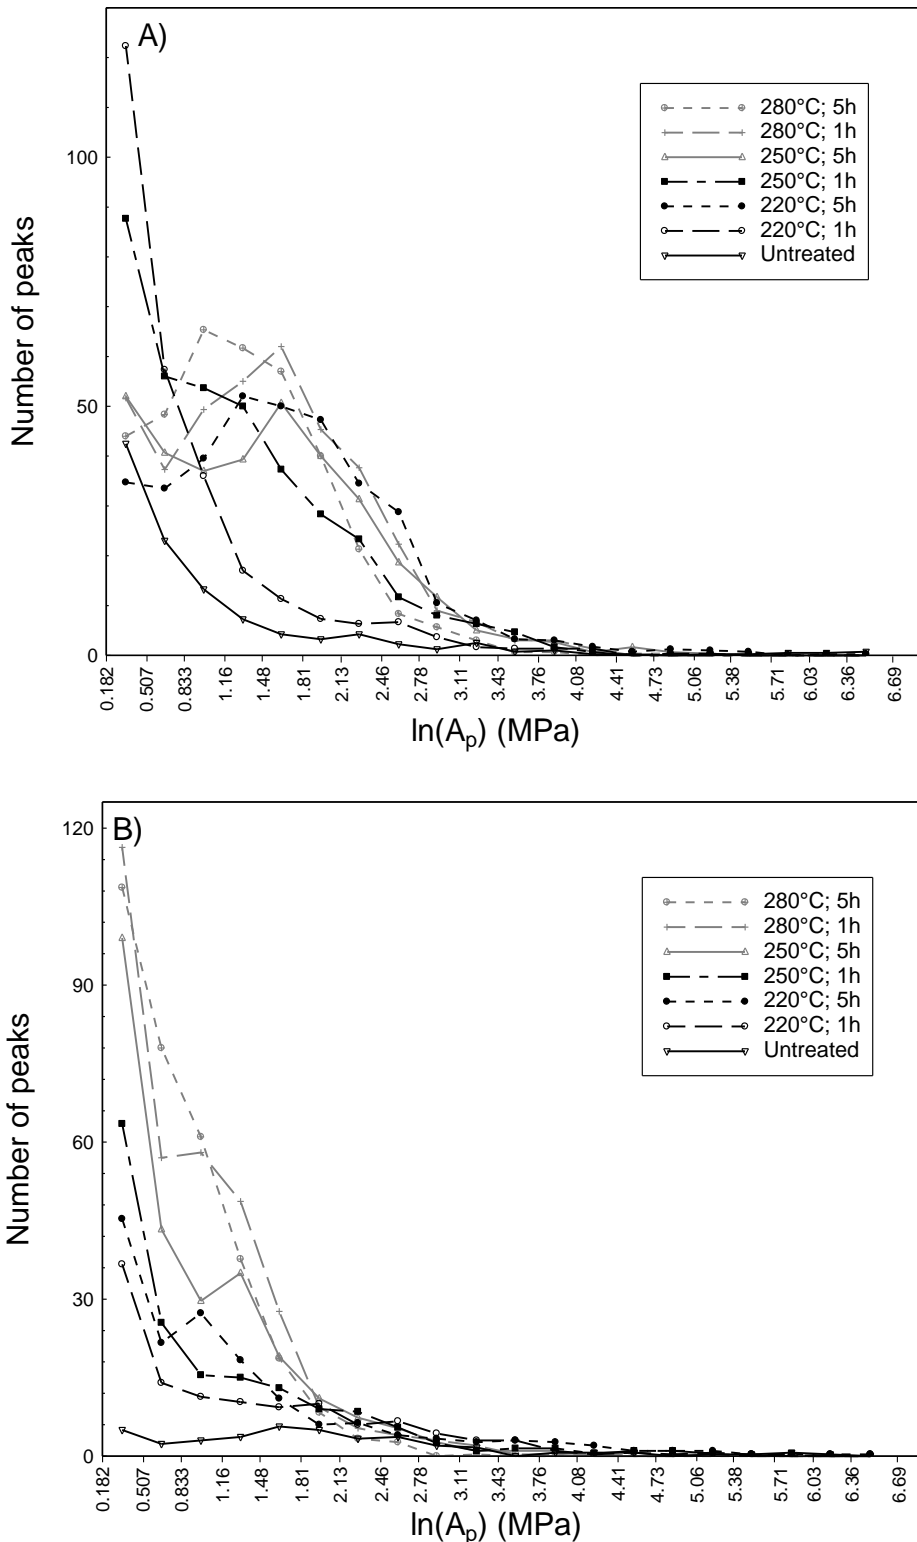 A)
280°C; 5h
280°C; 1h
250°C; 5h
250°C; 1h
220°C; 5h
220°C; 1h
Untreated
Number of peaks
100
50
0
0.182 0.507 0.833 1.16 1.48 1.81 2.13 2.46 2.78 3.11 3.43 3.76 4.08 4.41 4.73 5.06 5.38 5.71 6.03 6.36 6.69
ln(Ap) (MPa)
B)
120
280°C; 5h
280°C; 1h
250°C; 5h
250°C; 1h
220°C; 5h
220°C; 1h
Untreated
Number of peaks
90
60
30
0
0.182 0.507 0.833 1.16 1.48 1.81 2.13 2.46 2.78 3.11 3.43 3.76 4.08 4.41 4.73 5.06 5.38 5.71 6.03 6.36 6.69
ln(Ap) (MPa)